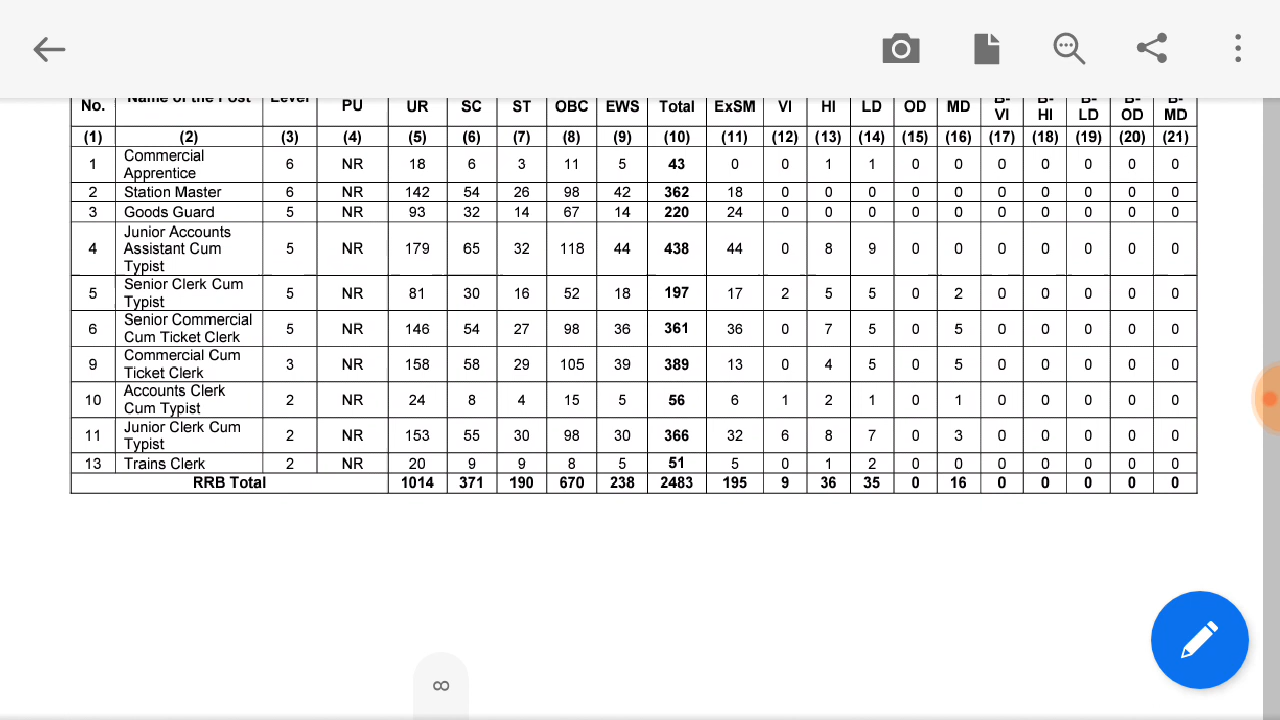 No. Name of the Post Level PU UR SC ST OBC EWS Total ExSM VI HI LD OD MD B-VI B-HI B-LD B-OD B-MD
(1) (2) (3) (4) (5) (6) (7) (8) (9) (10) (11) (12) (13) (14) (15) (16) (17) (18) (19) (20) (21)
1 Commercial Apprentice 6 NR 18 6 3 11 5 43 0 0 1 1 0 0 0 0 0 0 0
2 Station Master 6 NR 142 54 26 98 42 362 18 0 0 0 0 0 0 0 0 0 0
3 Goods Guard 5 NR 93 32 14 67 14 220 24 0 0 0 0 0 0 0 0 0 0
4 Junior Accounts Assistant Cum Typist 5 NR 179 65 32 118 44 438 44 0 8 9 0 0 0 0 0 0 0
5 Senior Clerk Cum Typist 5 NR 81 30 16 52 18 197 17 2 5 5 0 2 0 0 0 0 0
6 Senior Commercial Cum Ticket Clerk 5 NR 146 54 27 98 36 361 36 0 7 5 0 5 0 0 0 0 0
9 Commercial Cum Ticket Clerk 3 NR 158 58 29 105 39 389 13 0 4 5 0 5 0 0 0 0 0
10 Accounts Clerk Cum Typist 2 NR 24 8 4 15 5 56 6 1 2 1 0 1 0 0 0 0 0
11 Junior Clerk Cum Typist 2 NR 153 55 30 98 30 366 32 6 8 7 0 3 0 0 0 0 0
13 Trains Clerk 2 NR 20 9 9 8 5 51 5 0 1 2 0 0 0 0 0 0 0
RRB Total 1014 371 190 670 238 2483 195 9 36 35 0 16 0 0 0 0 0
8